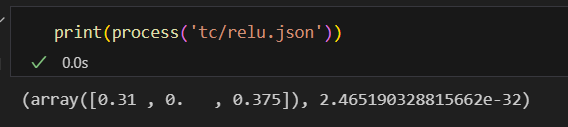 print(process('tc/relu.json'))
0.0s
(array([0.31 , 0.   , 0.375]), 2.465190328815662e-32)